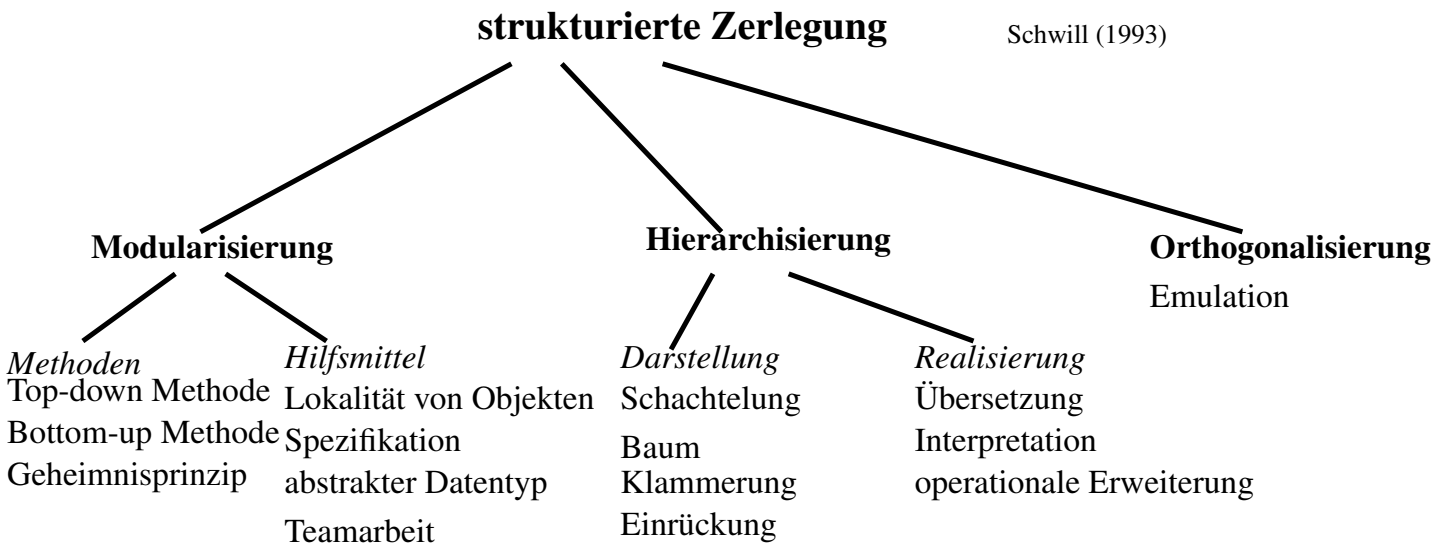 strukturierte Zerlegung
Schwill (1993)
Modularisierung
Hierarchisierung
Orthogonalisierung
Emulation
Methoden
Top-down Methode
Bottom-up Methode
Geheimnisprinzip
Hilfsmittel
Lokalität von Objekten
Spezifikation
abstrakter Datentyp
Teamarbeit
Darstellung
Schachtelung
Baum
Klammerung
Einrückung
Realisierung
Übersetzung
Interpretation
operationale Erweiterung